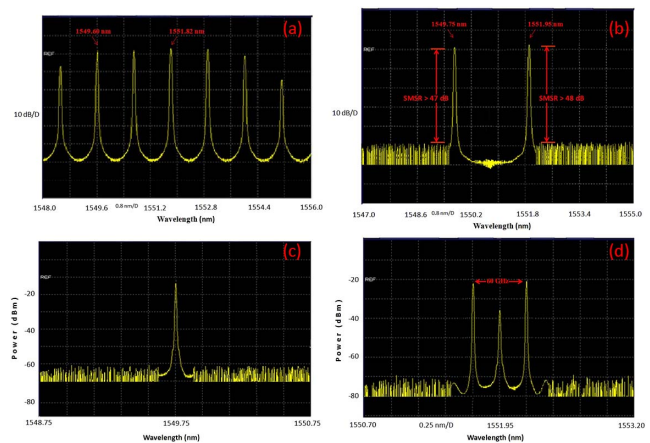 (a)
1549.60 nm
1551.82 nm
REF
10 dB/D
1548.0
1549.6
0.8 nm/D
1551.2
1552.8
1554.4
1556.0
Wavelength (nm)
(b)
1549.75 nm
1551.95 nm
REF
SMSR > 47 dB
SMSR > 48 dB
10 dB/D
1547.0
1548.6
0.8 nm/D
1550.2
1551.8
1553.4
1555.0
Wavelength (nm)
(c)
REF
-20
-40
-60
-80
Power (dBm)
1548.75
1549.75
1550.75
Wavelength (nm)
(d)
REF
-20
-40
-60
-80
Power (dBm)
1550.70
0.25 nm/D
1551.95
1553.20
Wavelength (nm)